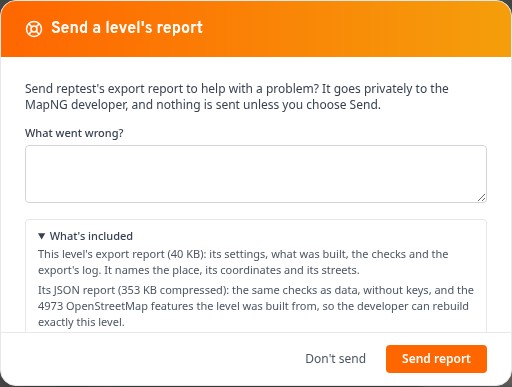 Send a level's report
Send reptest's export report to help with a problem? It goes privately to the
MapNG developer, and nothing is sent unless you choose Send.
What went wrong?
▼ What's included
This level's export report (40 KB): its settings, what was built, the checks and the
export's log. It names the place, its coordinates and its streets.
Its JSON report (353 KB compressed): the same checks as data, without keys, and the
4973 OpenStreetMap features the level was built from, so the developer can rebuild
exactly this level.
Don't send
Send report